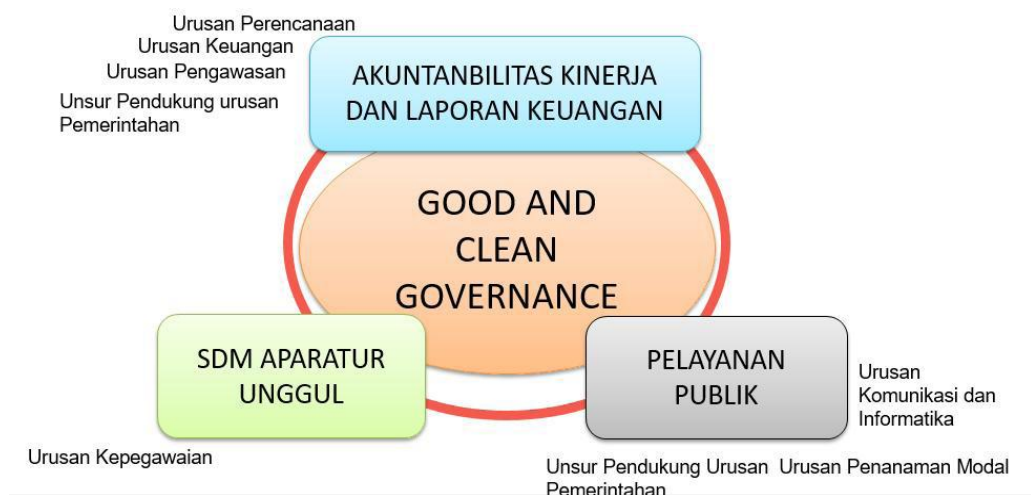 Urusan Perencanaan
Urusan Keuangan
Urusan Pengawasan
Unsur Pendukung urusan
Pemerintahan
AKUNTANBILITAS KINERJA
DAN LAPORAN KEUANGAN
GOOD AND
CLEAN
GOVERNANCE
SDM APARATUR
UNGGUL
Urusan Kepegawaian
PELAYANAN
PUBLIK
Urusan
Komunikasi dan
Informatika
Unsur Pendukung Urusan
Pemerintahan
Urusan Penanaman Modal